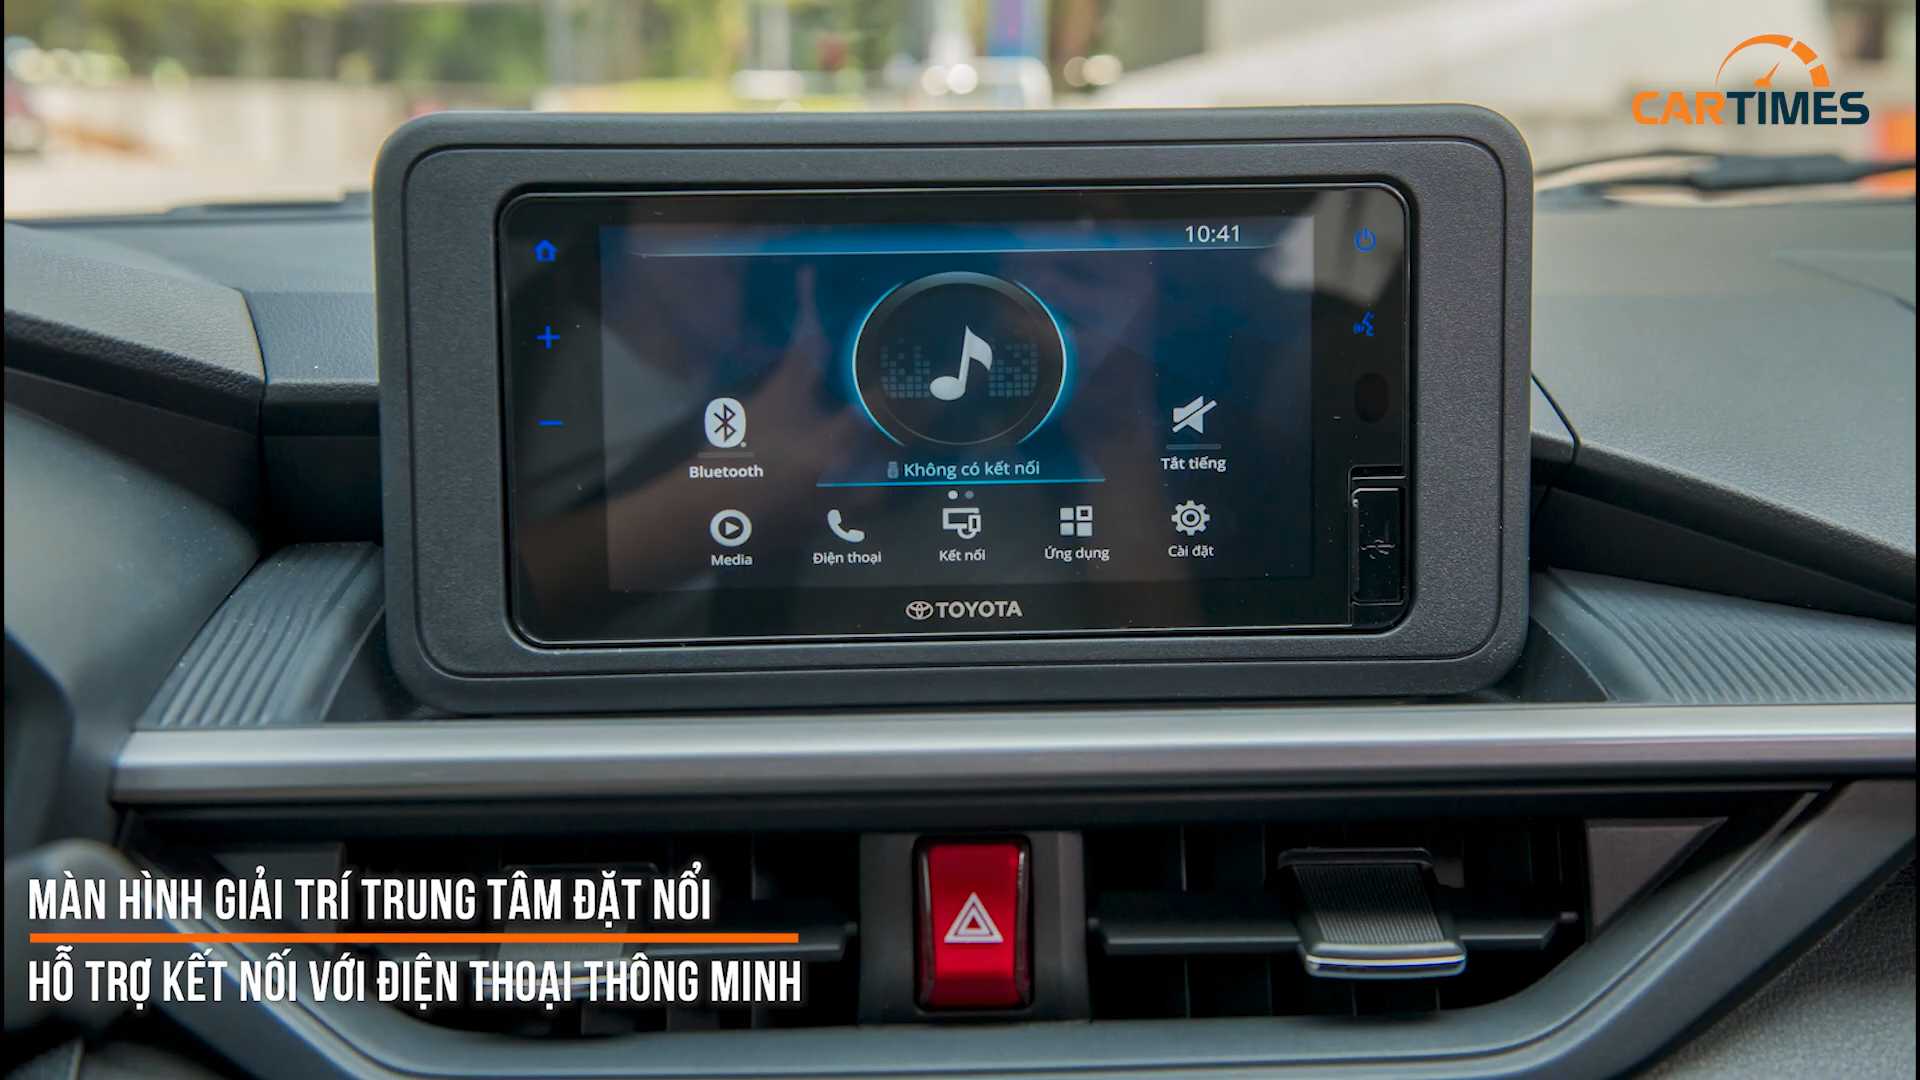 CARTIMES
10:41
Bluetooth
Không có kết nối
Tắt tiếng
Media
Điện thoại
Kết nối
Ứng dụng
Cài đặt
TOYOTA
MÀN HÌNH GIẢI TRÍ TRUNG TÂM ĐẶT NỔI
HỖ TRỢ KẾT NỐI VỚI ĐIỆN THOẠI THÔNG MINH